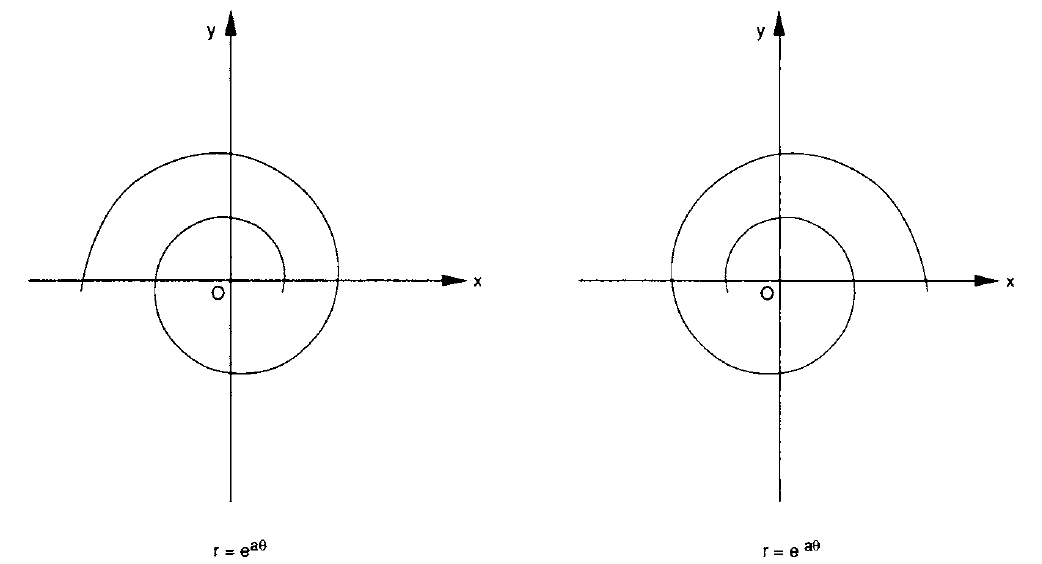 y
y
O
x
O
x
r = e^{aθ}
r = e^{aθ}